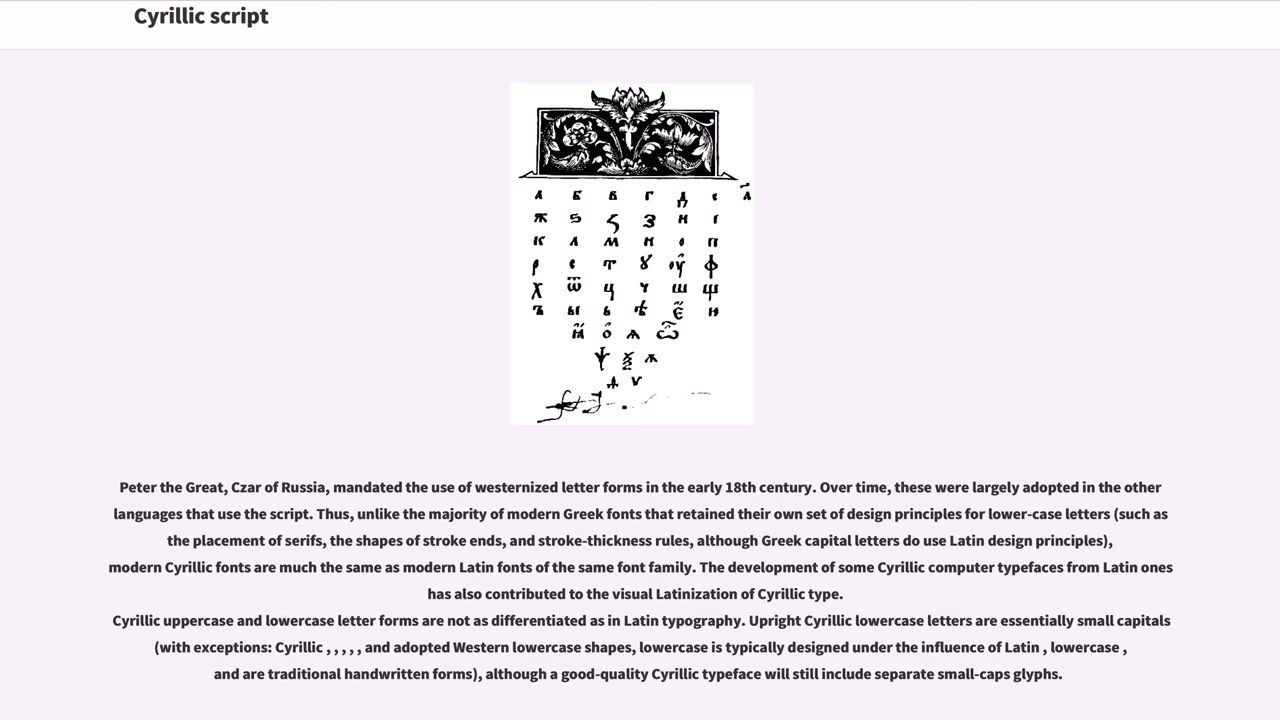 Cyrillic script
А Б В Г Д Є
Ж Ѕ З И І
К Л М Н О П
Р С Т Ꙋ Ф
Х Ѿ Ц Ч Ш Щ
Ъ Ы Ь Ѣ
Ѧ
Ѱ Ѯ
Ѵ
Peter the Great, Czar of Russia, mandated the use of westernized letter forms in the early 18th century. Over time, these were largely adopted in the other
languages that use the script. Thus, unlike the majority of modern Greek fonts that retained their own set of design principles for lower-case letters (such as
the placement of serifs, the shapes of stroke ends, and stroke-thickness rules, although Greek capital letters do use Latin design principles),
modern Cyrillic fonts are much the same as modern Latin fonts of the same font family. The development of some Cyrillic computer typefaces from Latin ones
has also contributed to the visual Latinization of Cyrillic type.
Cyrillic uppercase and lowercase letter forms are not as differentiated as in Latin typography. Upright Cyrillic lowercase letters are essentially small capitals
(with exceptions: Cyrillic , , , , , and adopted Western lowercase shapes, lowercase is typically designed under the influence of Latin , lowercase ,
and are traditional handwritten forms), although a good-quality Cyrillic typeface will still include separate small-caps glyphs.